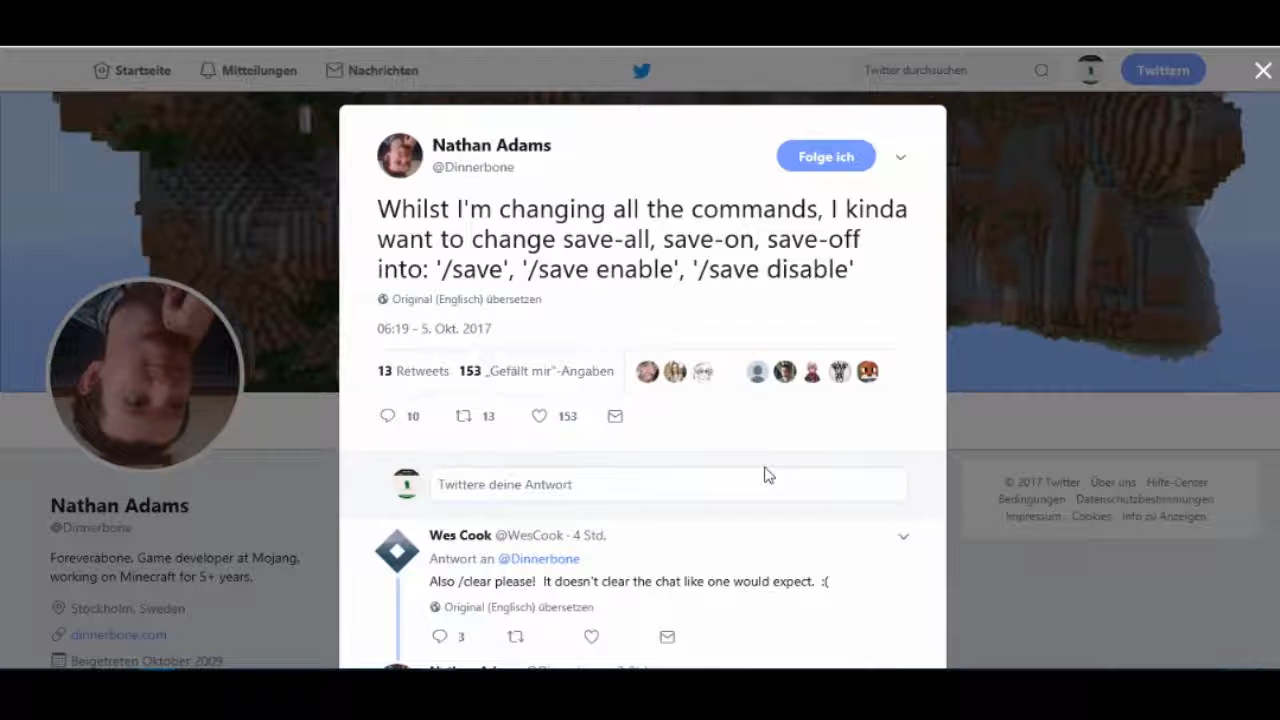 Startseite Mitteilungen Nachrichten Twitter durchsuchen Twittern
Nathan Adams
@Dinnerbone
Folge ich
Whilst I'm changing all the commands, I kinda
want to change save-all, save-on, save-off
into: '/save', '/save enable', '/save disable'
Original (Englisch) übersetzen
06:19 - 5. Okt. 2017
13 Retweets 153 „Gefällt mir“-Angaben
10 13 153
Twittere deine Antwort
Wes Cook @WesCook · 4 Std.
Antwort an @Dinnerbone
Also /clear please! It doesn't clear the chat like one would expect. :(
Original (Englisch) übersetzen
3
Nathan Adams
@Dinnerbone
Foreverabone. Game developer at Mojang,
working on Minecraft for 5+ years.
Stockholm, Sweden
dinnerbone.com
Beigetreten Oktober 2009
© 2017 Twitter Über uns Hilfe-Center
Bedingungen Datenschutzbestimmungen
Impressum Cookies Info zu Anzeigen